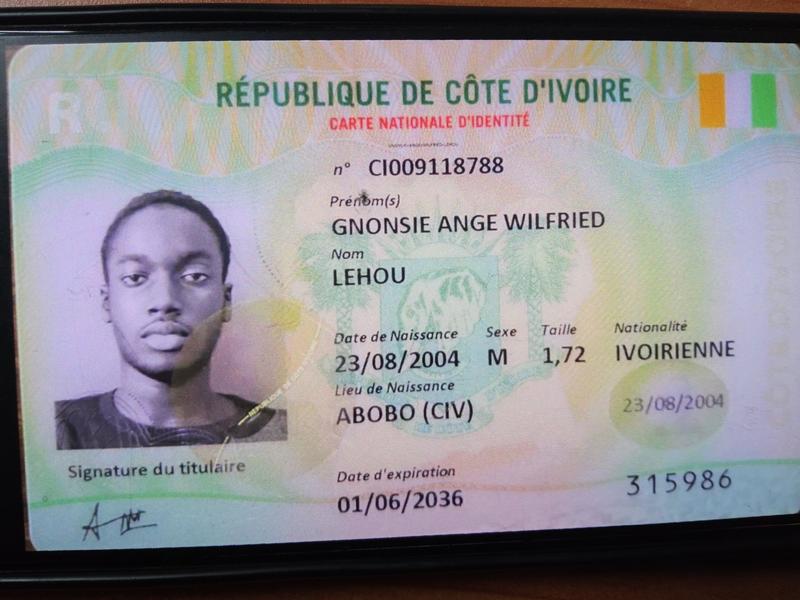 RÉPUBLIQUE DE CÔTE D'IVOIRE
CARTE NATIONALE D'IDENTITÉ
n° CI009118788
Prénom(s)
GNONSIE ANGE WILFRIED
Nom
LEHOU
Date de Naissance Sexe Taille Nationalité
23/08/2004 M 1,72 IVOIRIENNE
Lieu de Naissance
ABOBO (CIV)
23/08/2004
Signature du titulaire
Date d'expiration
01/06/2036
315986